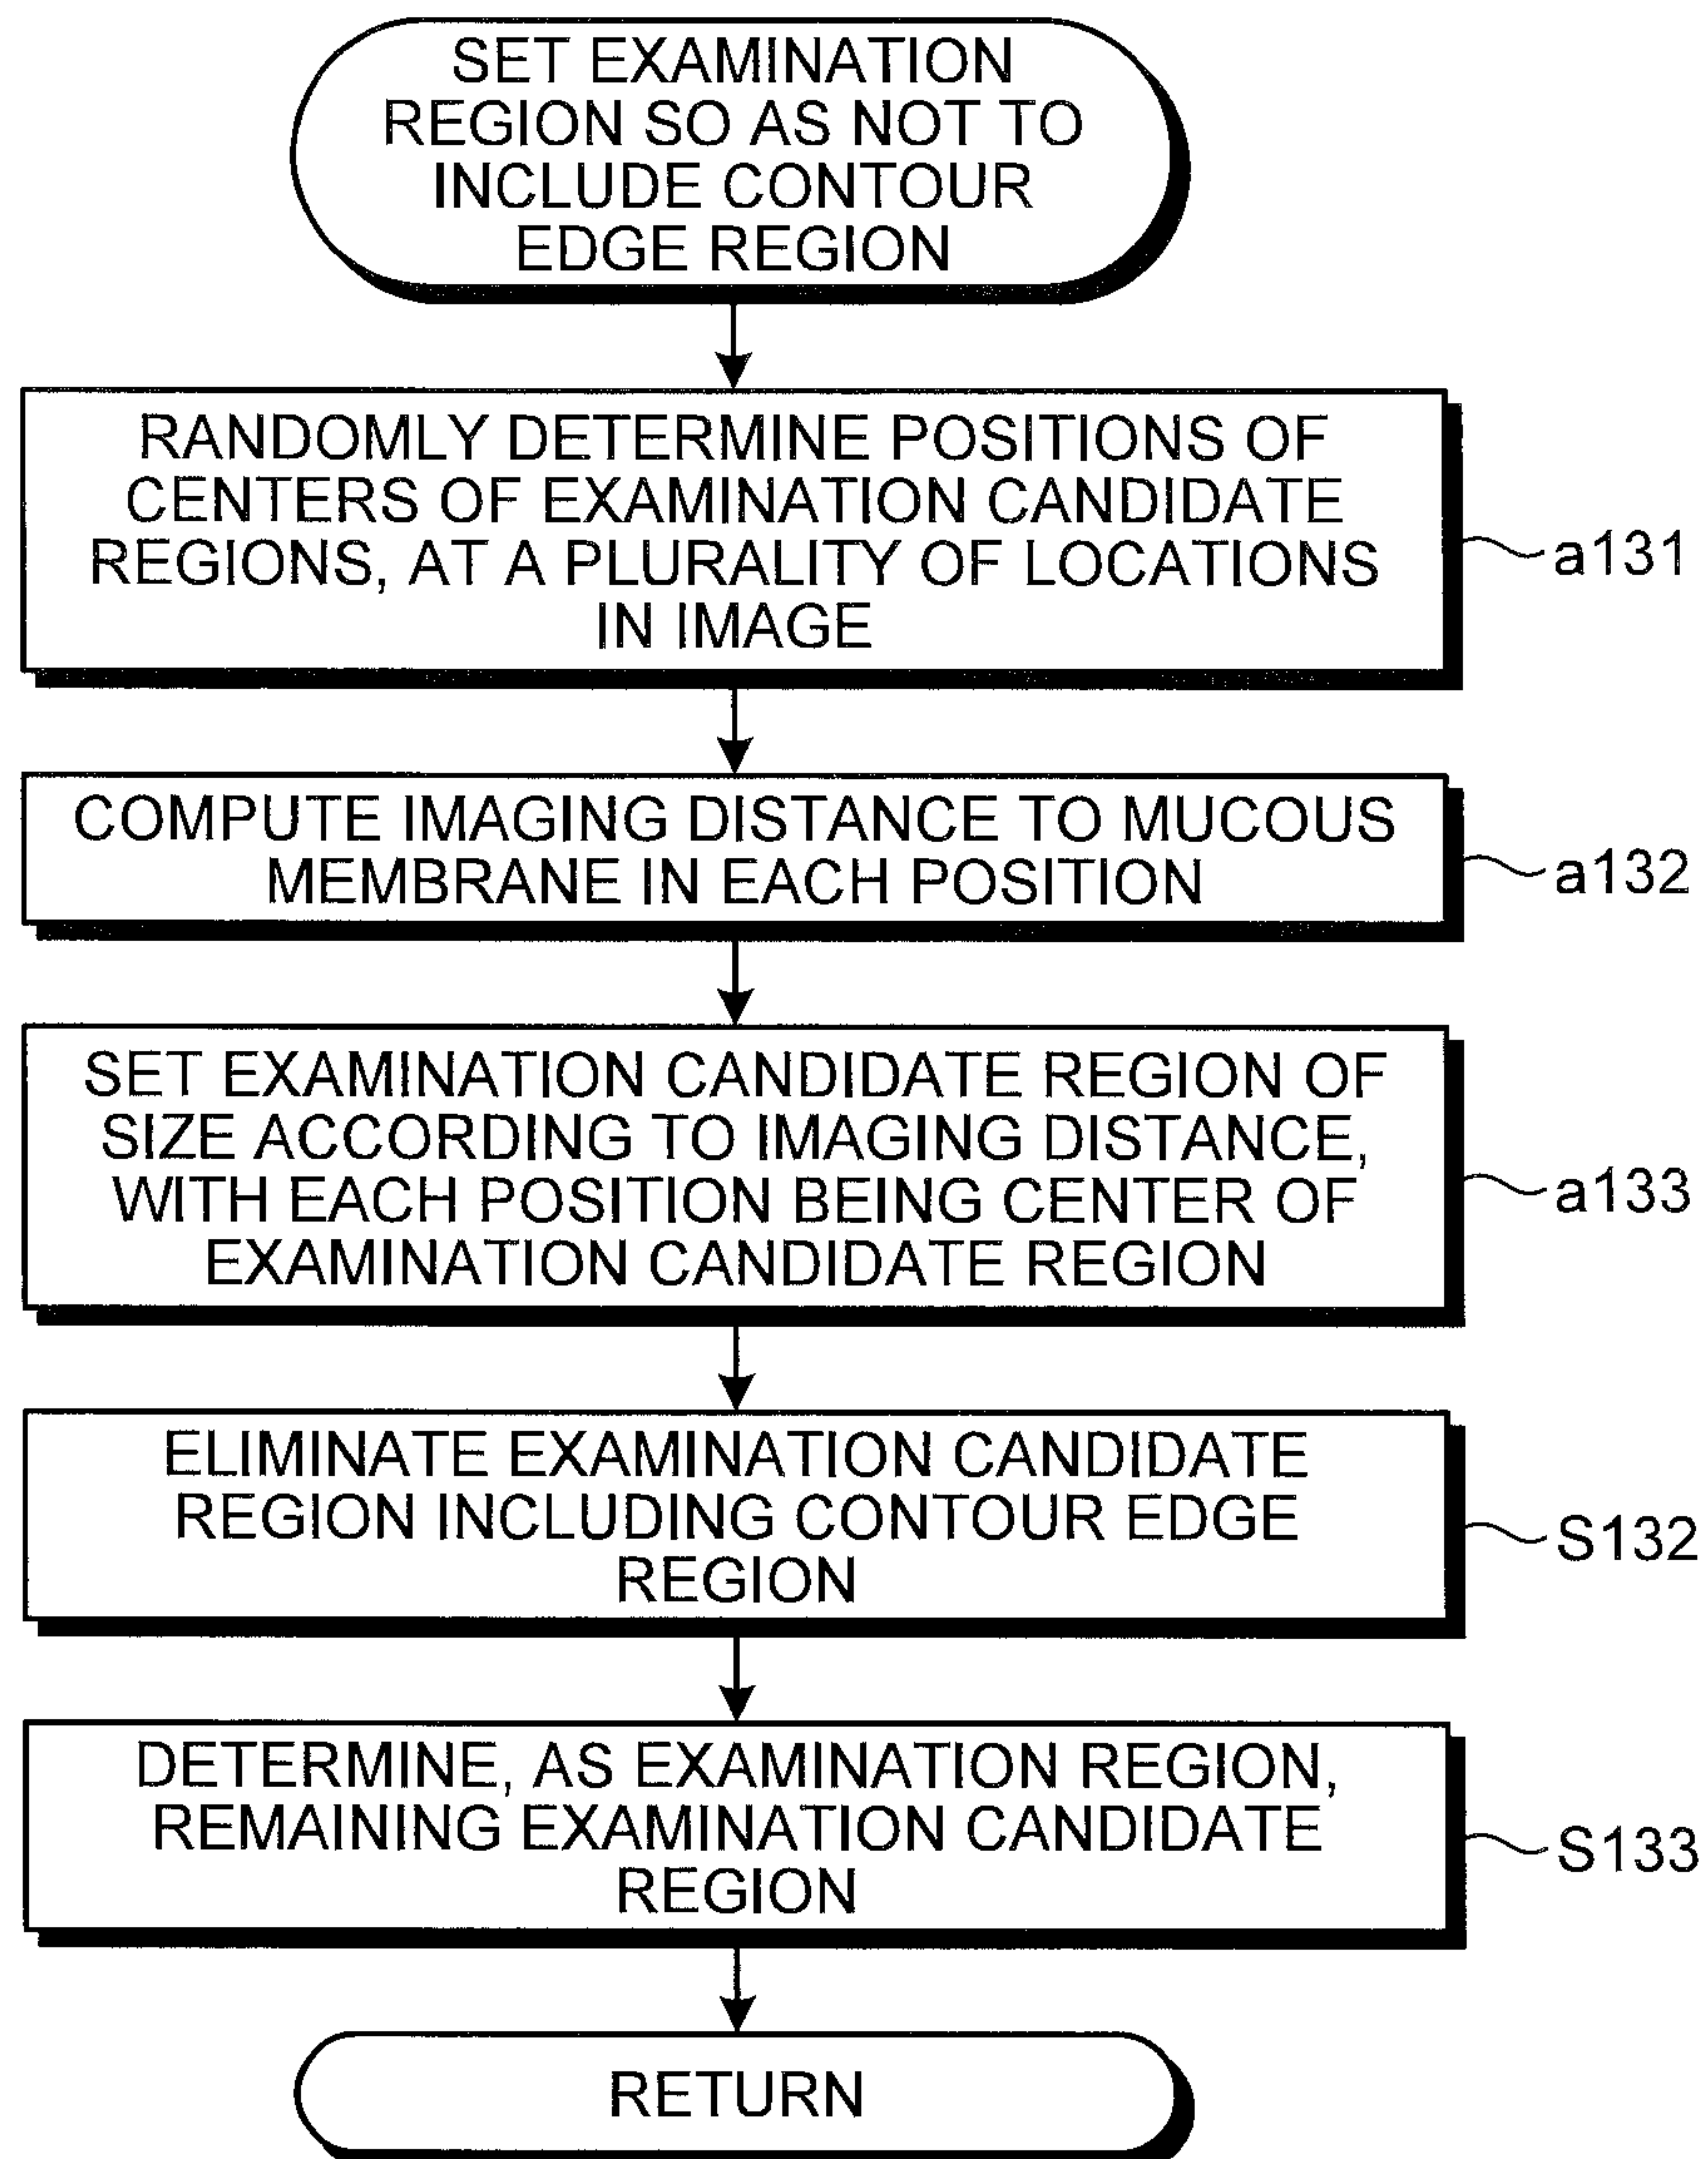 SET EXAMINATION
REGION SO AS NOT TO
INCLUDE CONTOUR
EDGE REGION
RANDOMLY DETERMINE POSITIONS OF
CENTERS OF EXAMINATION CANDIDATE
REGIONS, AT A PLURALITY OF LOCATIONS
IN IMAGE
a131
COMPUTE IMAGING DISTANCE TO MUCOUS
MEMBRANE IN EACH POSITION
a132
SET EXAMINATION CANDIDATE REGION OF
SIZE ACCORDING TO IMAGING DISTANCE,
WITH EACH POSITION BEING CENTER OF
EXAMINATION CANDIDATE REGION
a133
ELIMINATE EXAMINATION CANDIDATE
REGION INCLUDING CONTOUR EDGE
REGION
S132
DETERMINE, AS EXAMINATION REGION,
REMAINING EXAMINATION CANDIDATE
REGION
S133
RETURN